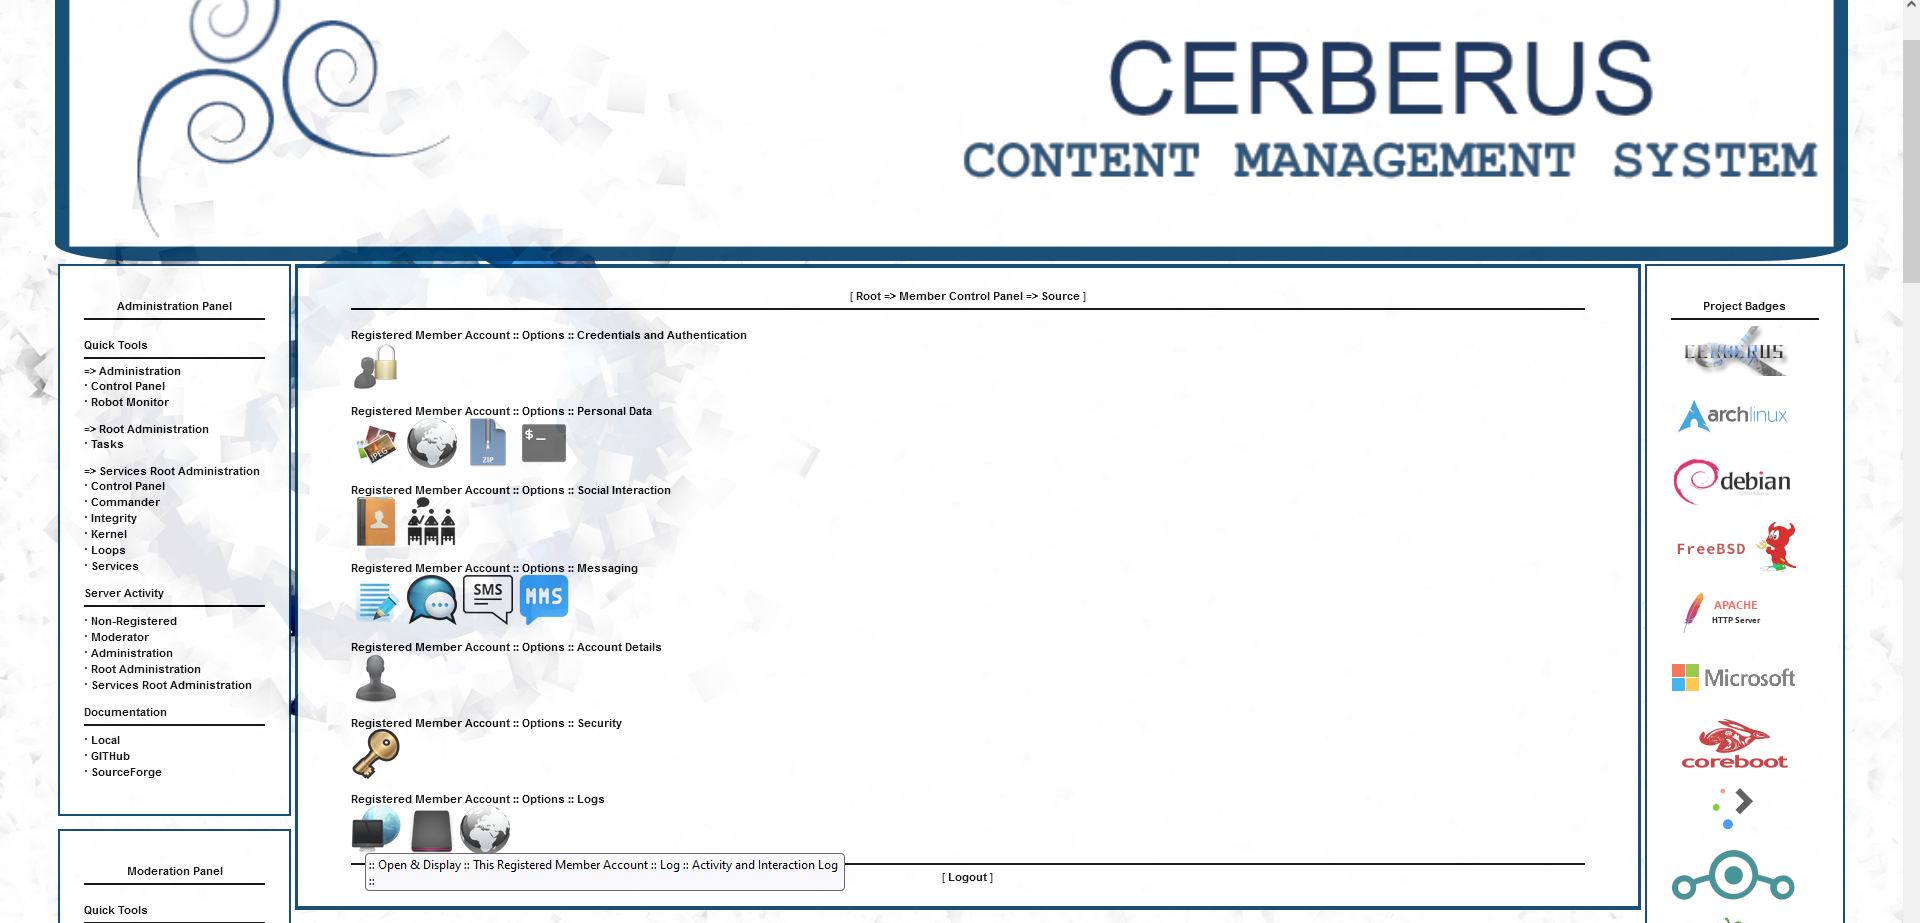 CERBERUS
CONTENT MANAGEMENT SYSTEM
Administration Panel
Quick Tools
=> Administration
· Control Panel
· Robot Monitor
=> Root Administration
· Tasks
=> Services Root Administration
· Control Panel
· Commander
· Integrity
· Kernel
· Loops
· Services
Server Activity
· Non-Registered
· Moderator
· Administration
· Root Administration
· Services Root Administration
Documentation
· Local
· GITHub
· SourceForge
Moderation Panel
Quick Tools
[ Root => Member Control Panel => Source ]
Registered Member Account :: Options :: Credentials and Authentication
Registered Member Account :: Options :: Personal Data
JPEG
ZIP
$ _
Registered Member Account :: Options :: Social Interaction
Registered Member Account :: Options :: Messaging
SMS
MMS
Registered Member Account :: Options :: Account Details
Registered Member Account :: Options :: Security
Registered Member Account :: Options :: Logs
:: Open & Display :: This Registered Member Account :: Log :: Activity and Interaction Log
::
[ Logout ]
Project Badges
CERBERUS
archlinux
debian
FreeBSD
APACHE
HTTP Server
Microsoft
coreboot